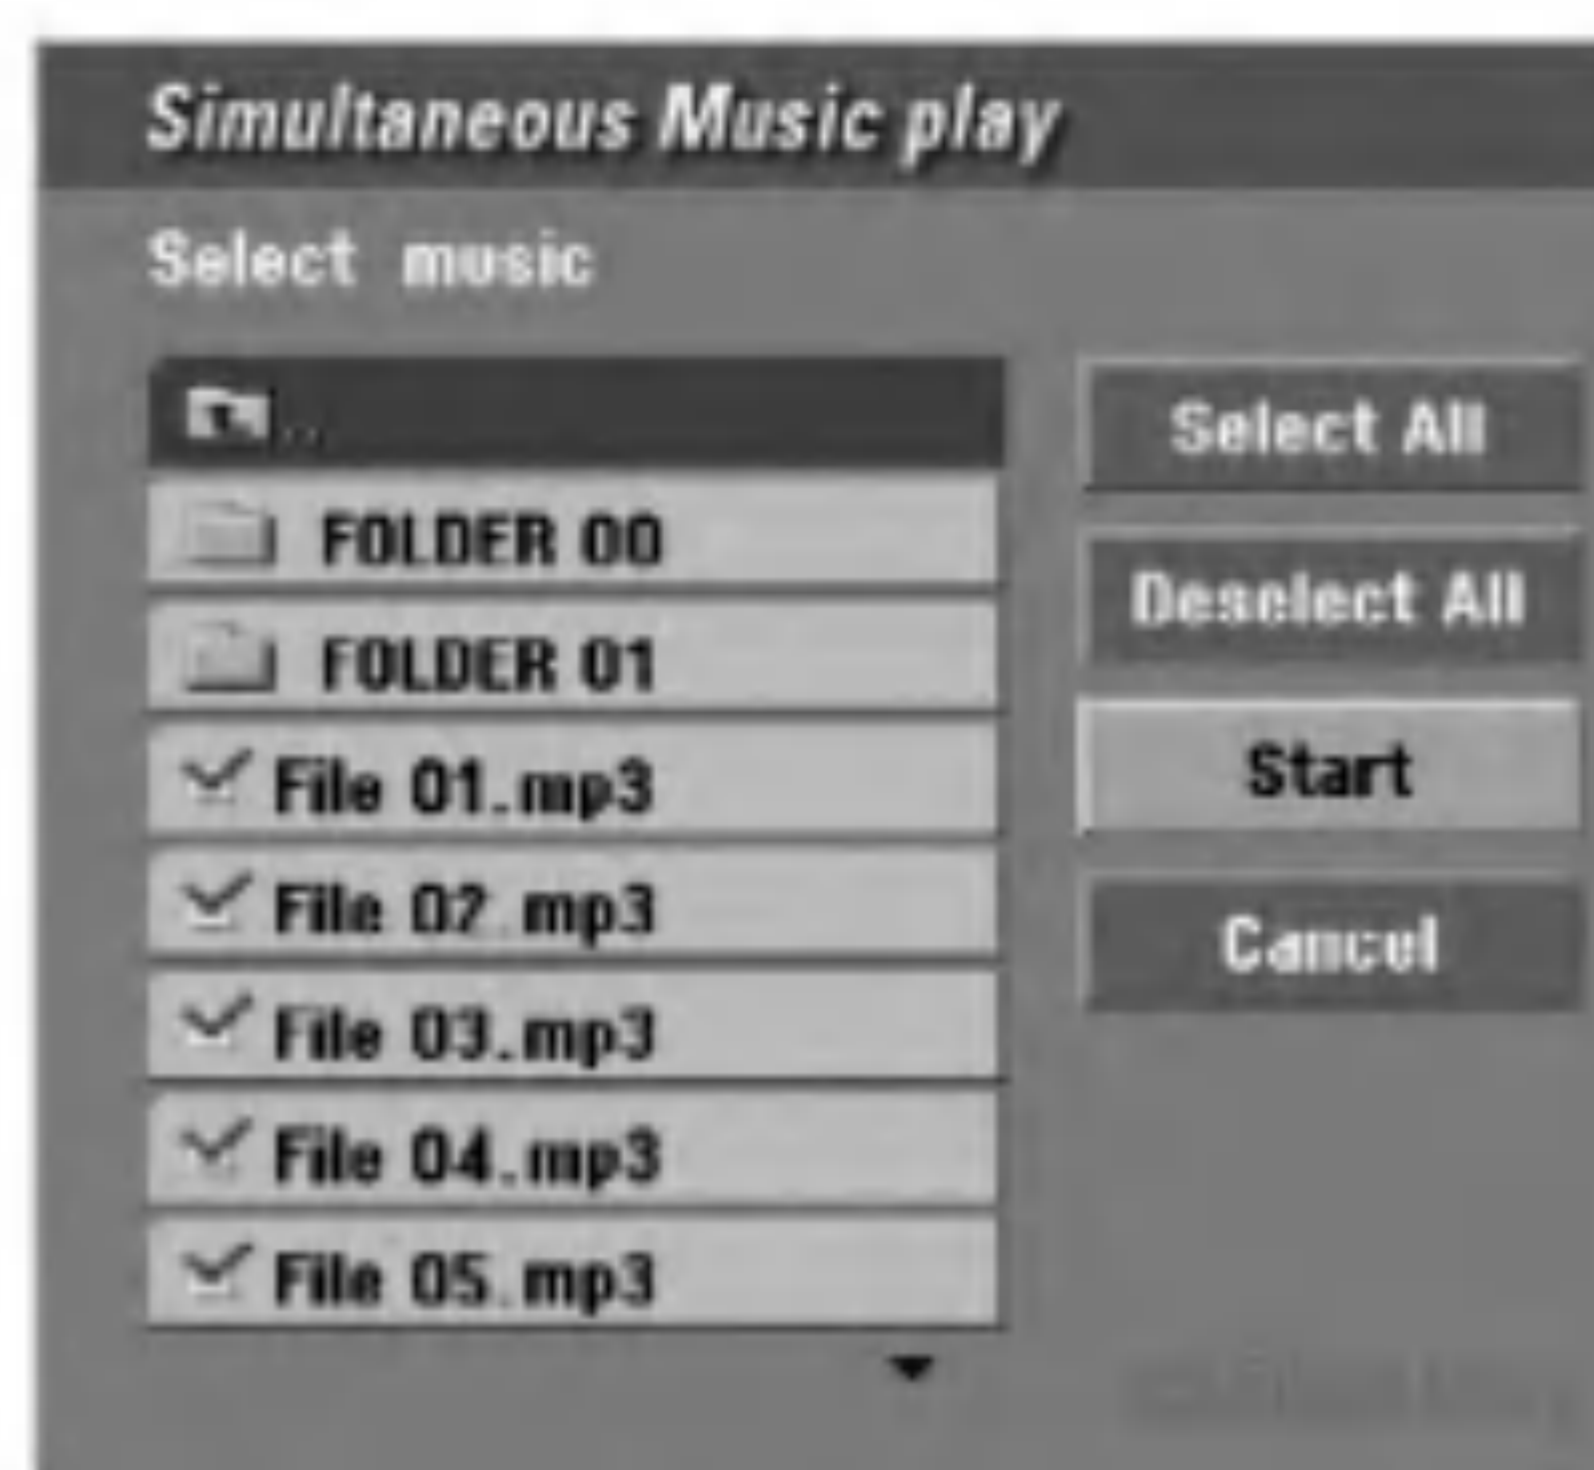 Simultaneous Music play
Select music
..
FOLDER 00
FOLDER 01
File 01.mp3
File 02.mp3
File 03.mp3
File 04.mp3
File 05.mp3
Select All
Deselect All
Start
Cancel